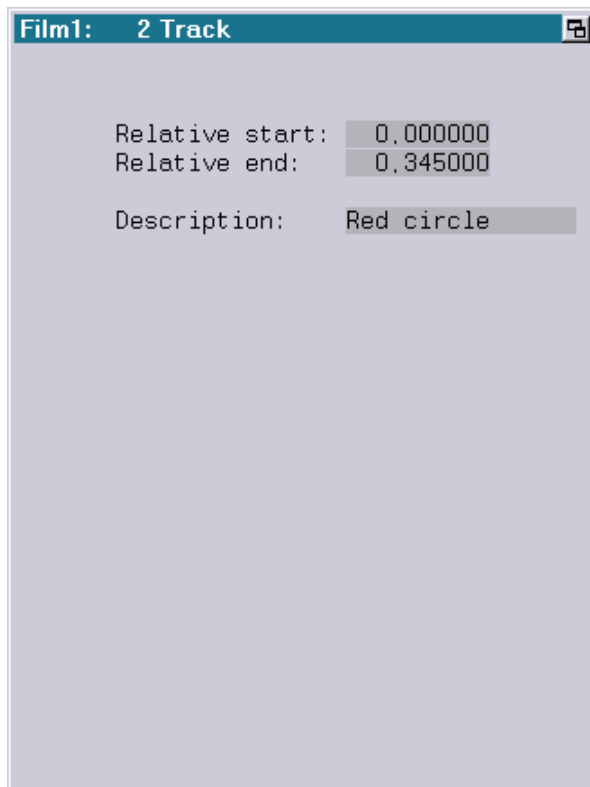 Film1: 2 Track
Relative start: 0,000000
Relative end: 0,345000
Description: Red circle